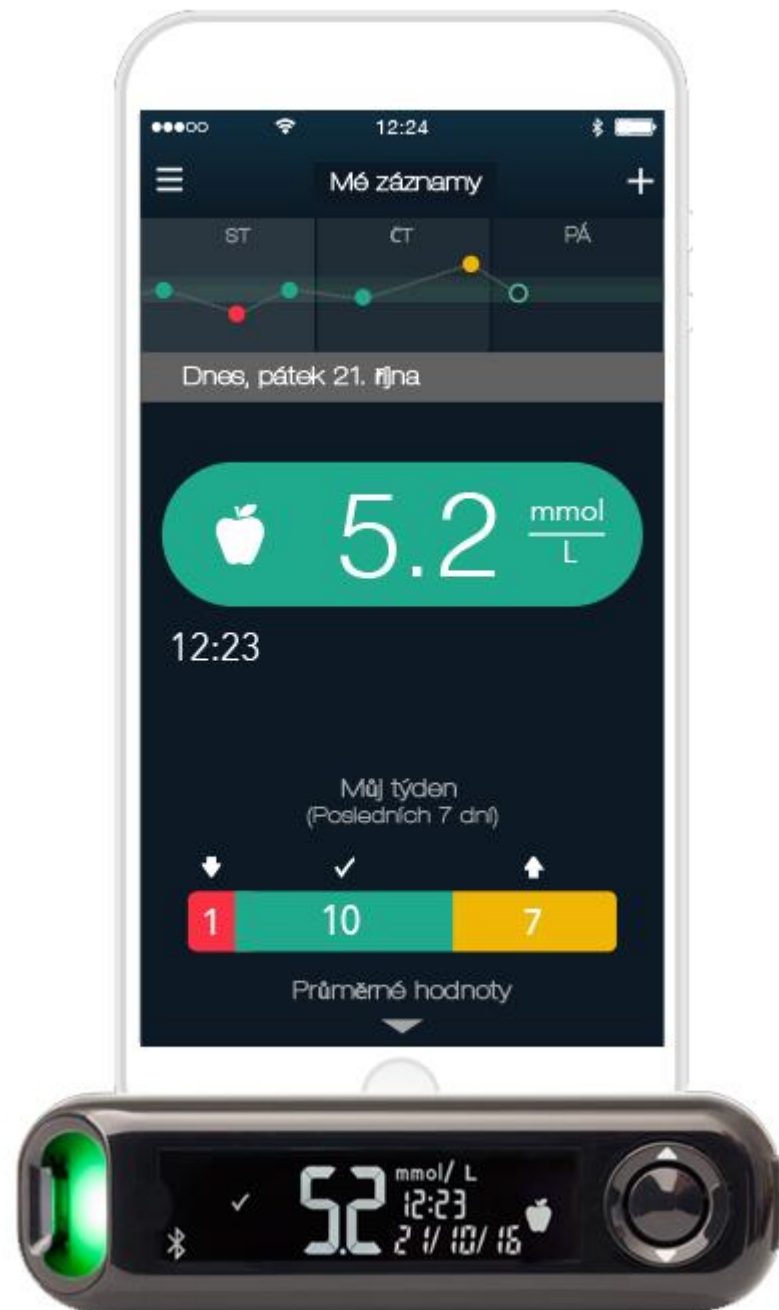 12:24
Mé záznamy
ST ČT PÁ
Dnes, pátek 21. října
5.2 mmol/L
12:23
Můj týden
(Posledních 7 dní)
1 10 7
Průměrné hodnoty
5.2 mmol/L
12:23
21/10/16